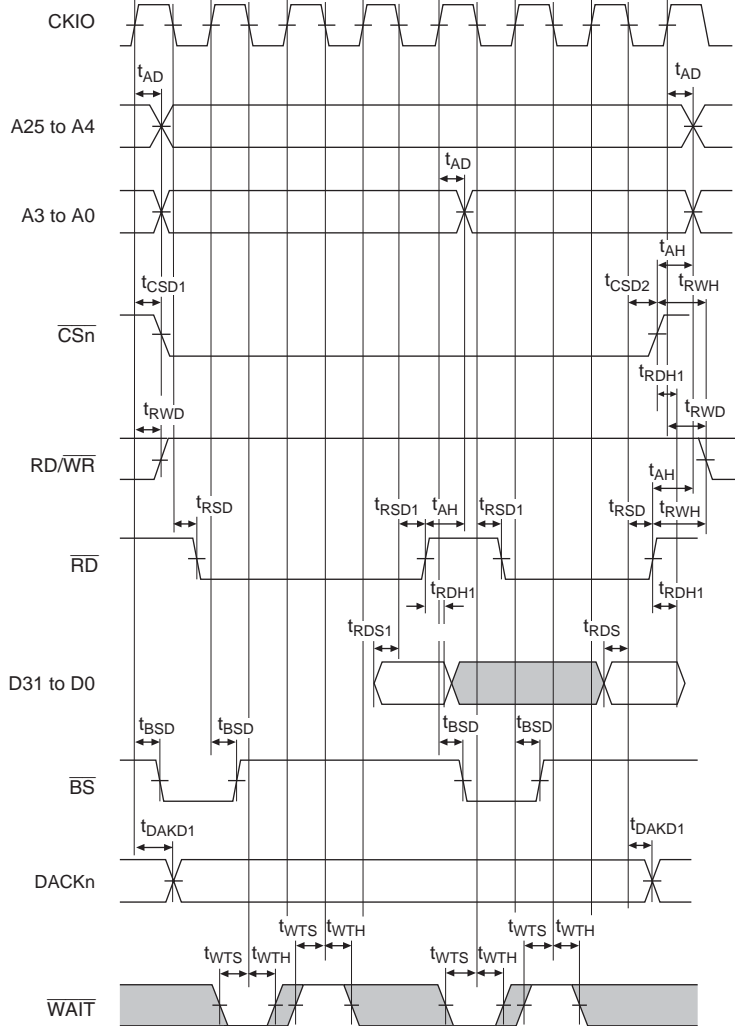 CKIO
tAD tAD
A25 to A4
tAD
A3 to A0
tAH
tCSD1 tCSD2 tRWH
CSn
tRDH1
tRWD tRWD
RD/WR
tAH
tRSD tRSD1 tAH tRSD1 tRSD tRWH
RD
tRDH1 tRDH1
tRDS1 tRDS
D31 to D0
tBSD tBSD tBSD tBSD
BS
tDAKD1 tDAKD1
DACKn
tWTS tWTH tWTS tWTH
tWTS tWTH tWTS tWTH
WAIT